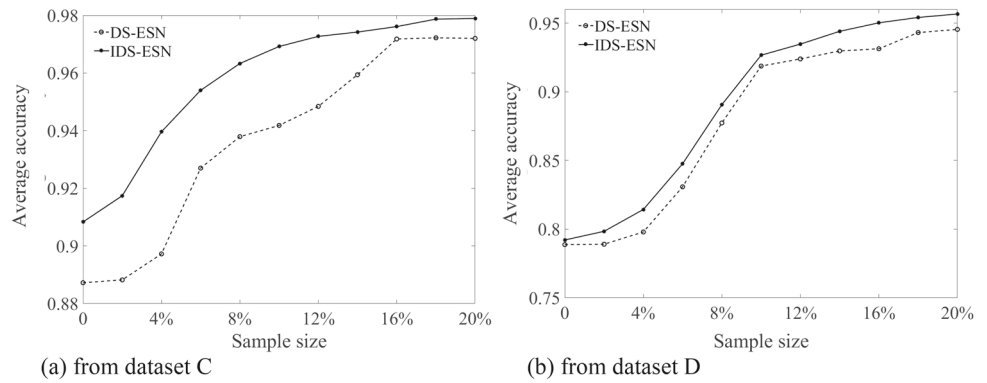 0.98
0.96
0.94
0.92
0.9
0.88
Average accuracy
DS-ESN
IDS-ESN
0 4% 8% 12% 16% 20%
Sample size
(a) from dataset C
0.95
0.9
0.85
0.8
0.75
Average accuracy
DS-ESN
IDS-ESN
0 4% 8% 12% 16% 20%
Sample size
(b) from dataset D